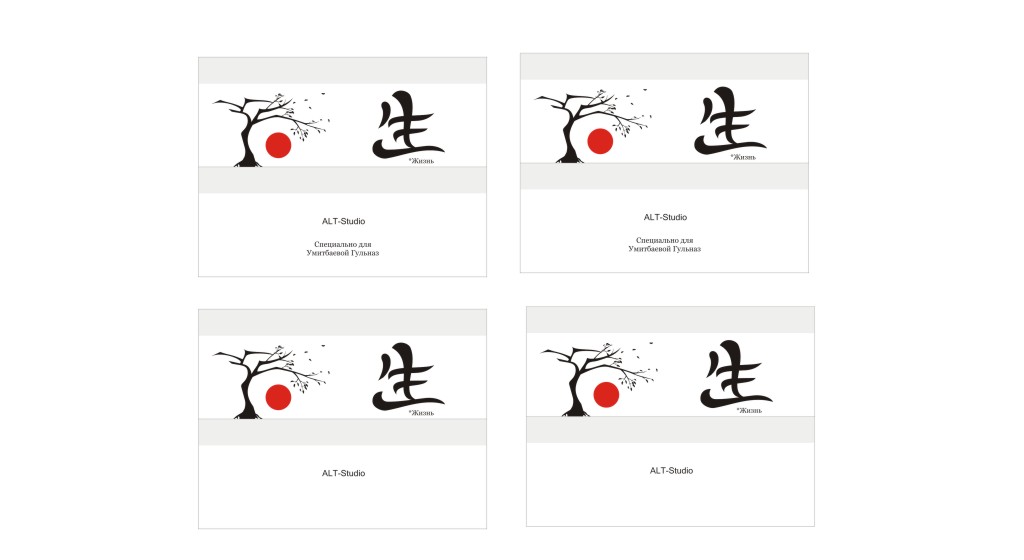 生
*Жизнь
ALT-Studio
Специально для
Умитбаевой Гульназ
生
*Жизнь
ALT-Studio
Специально для
Умитбаевой Гульназ
生
*Жизнь
ALT-Studio
生
*Жизнь
ALT-Studio